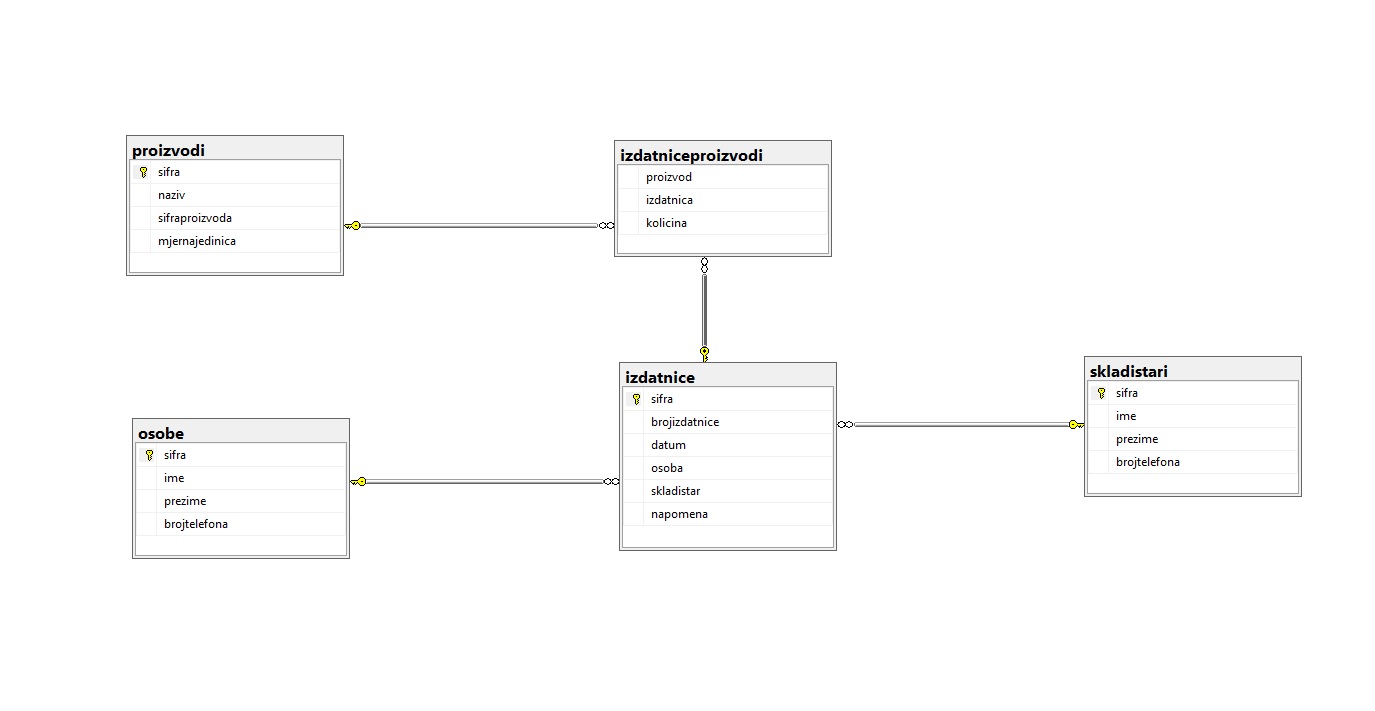 proizvodi
sifra
naziv
sifraproizvoda
mjernajedinica
izdatniceproizvodi
proizvod
izdatnica
kolicina
osobe
sifra
ime
prezime
brojtelefona
izdatnice
sifra
brojizdatnice
datum
osoba
skladistar
napomena
skladistari
sifra
ime
prezime
brojtelefona